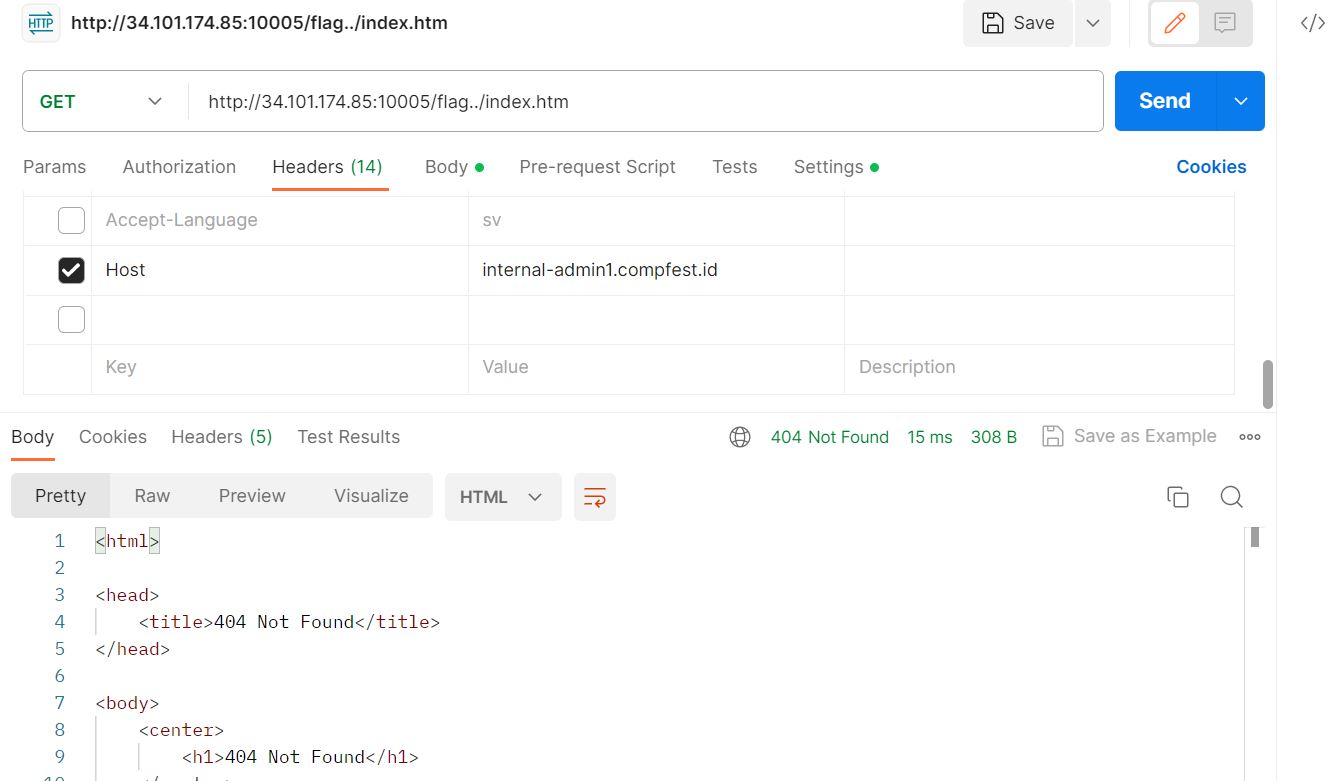 HTTP http://34.101.174.85:10005/flag../index.htm Save </>
GET http://34.101.174.85:10005/flag../index.htm Send
Params Authorization Headers (14) Body Pre-request Script Tests Settings Cookies
Accept-Language sv
Host internal-admin1.compfest.id
Key Value Description
Body Cookies Headers (5) Test Results 404 Not Found 15 ms 308 B Save as Example
Pretty Raw Preview Visualize HTML
1 <html>
2
3 <head>
4 <title>404 Not Found</title>
5 </head>
6
7 <body>
8 <center>
9 <h1>404 Not Found</h1>